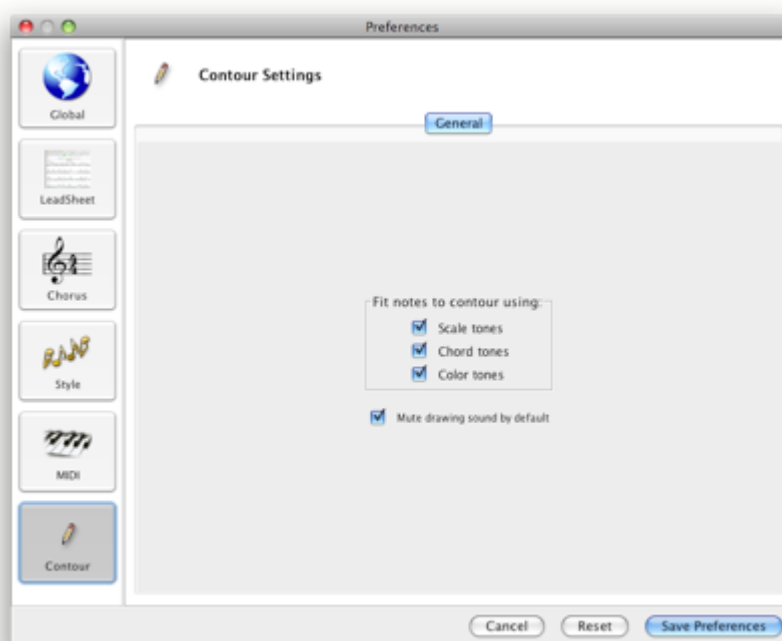 Preferences
Global
LeadSheet
Chorus
Style
MIDI
Contour
Contour Settings
General
Fit notes to contour using:
Scale tones
Chord tones
Color tones
Mute drawing sound by default
Cancel
Reset
Save Preferences